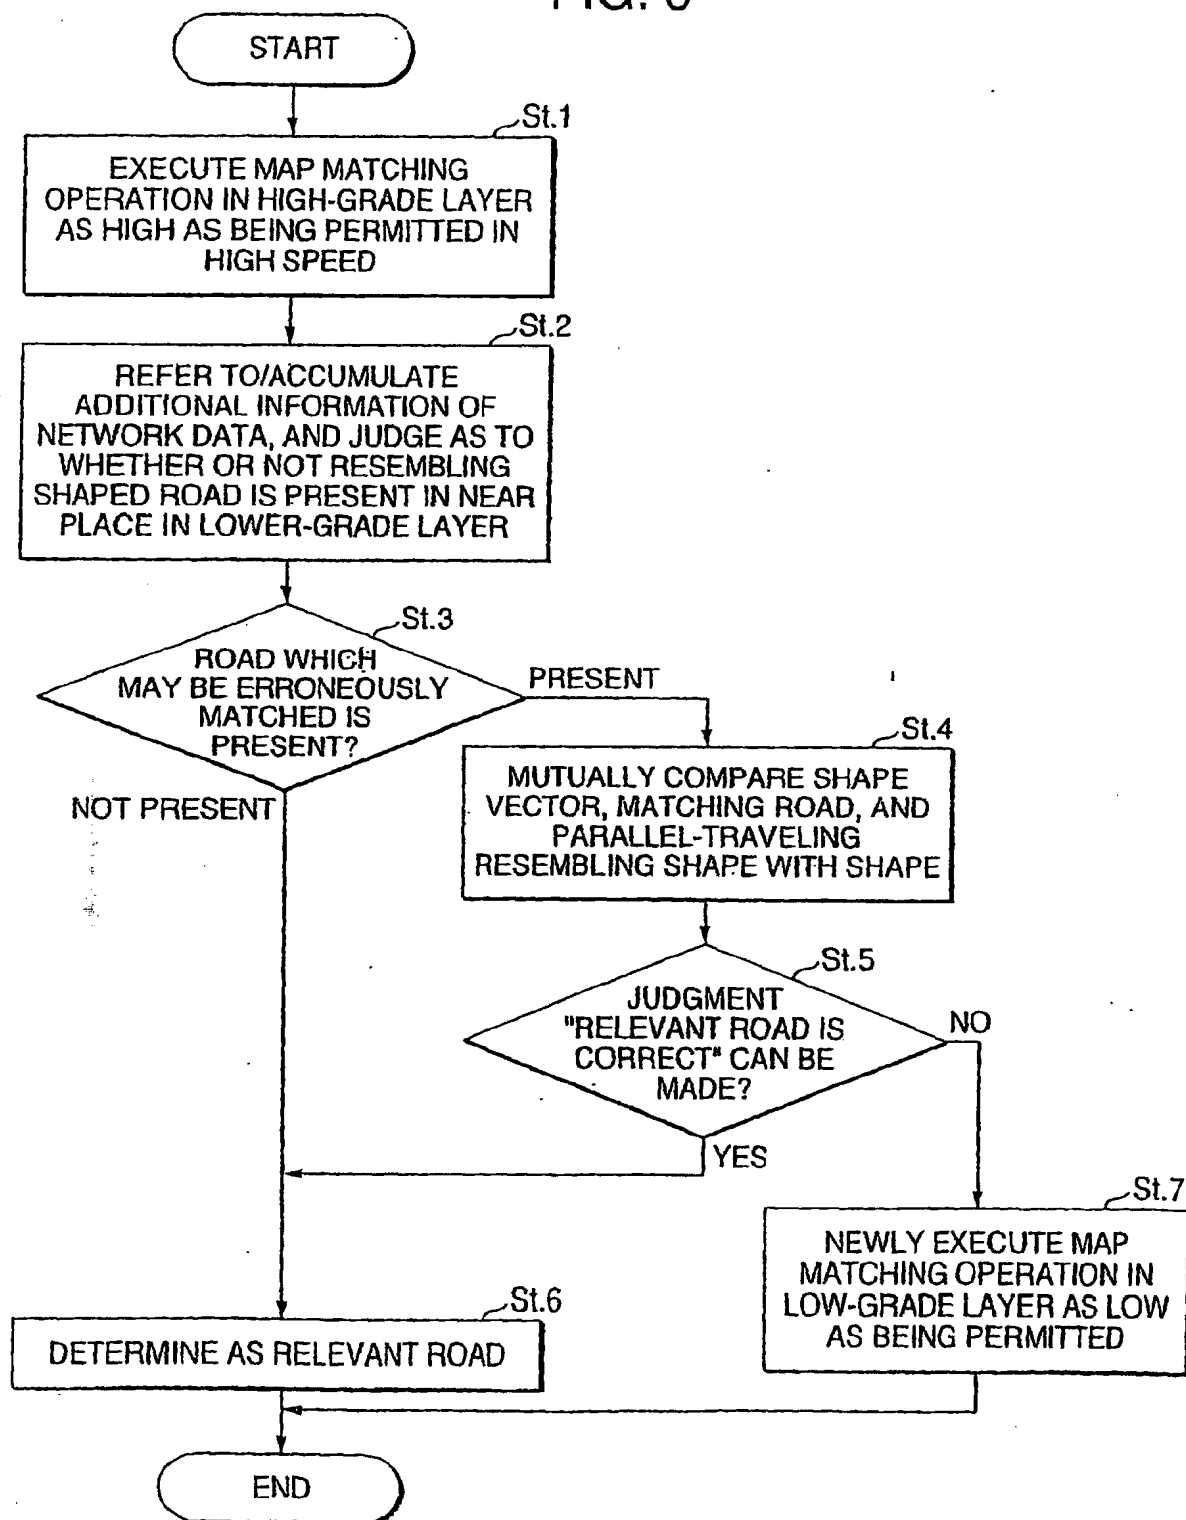 START
St.1
EXECUTE MAP MATCHING
OPERATION IN HIGH-GRADE LAYER
AS HIGH AS BEING PERMITTED IN
HIGH SPEED
St.2
REFER TO/ACCUMULATE
ADDITIONAL INFORMATION OF
NETWORK DATA, AND JUDGE AS TO
WHETHER OR NOT RESEMBLING
SHAPED ROAD IS PRESENT IN NEAR
PLACE IN LOWER-GRADE LAYER
St.3
ROAD WHICH
MAY BE ERRONEOUSLY
MATCHED IS
PRESENT?
PRESENT
NOT PRESENT
St.4
MUTUALLY COMPARE SHAPE
VECTOR, MATCHING ROAD, AND
PARALLEL-TRAVELING
RESEMBLING SHAPE WITH SHAPE
St.5
JUDGMENT
"RELEVANT ROAD IS
CORRECT" CAN BE
MADE?
NO
YES
St.7
NEWLY EXECUTE MAP
MATCHING OPERATION IN
LOW-GRADE LAYER AS LOW
AS BEING PERMITTED
St.6
DETERMINE AS RELEVANT ROAD
END